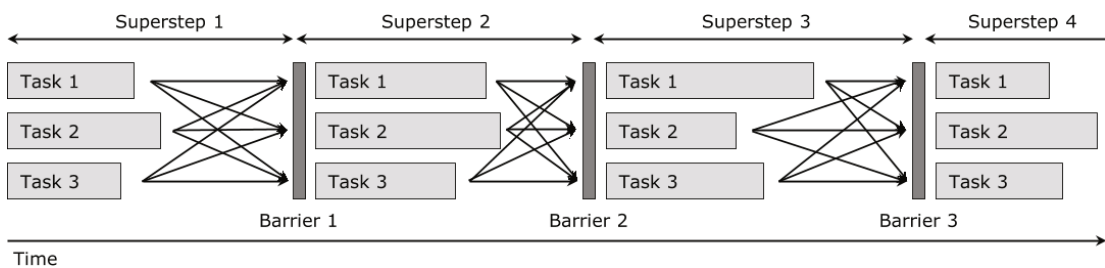 Superstep 1 Superstep 2 Superstep 3 Superstep 4
Task 1 Task 1 Task 1 Task 1
Task 2 Task 2 Task 2 Task 2
Task 3 Task 3 Task 3 Task 3
Barrier 1 Barrier 2 Barrier 3
Time